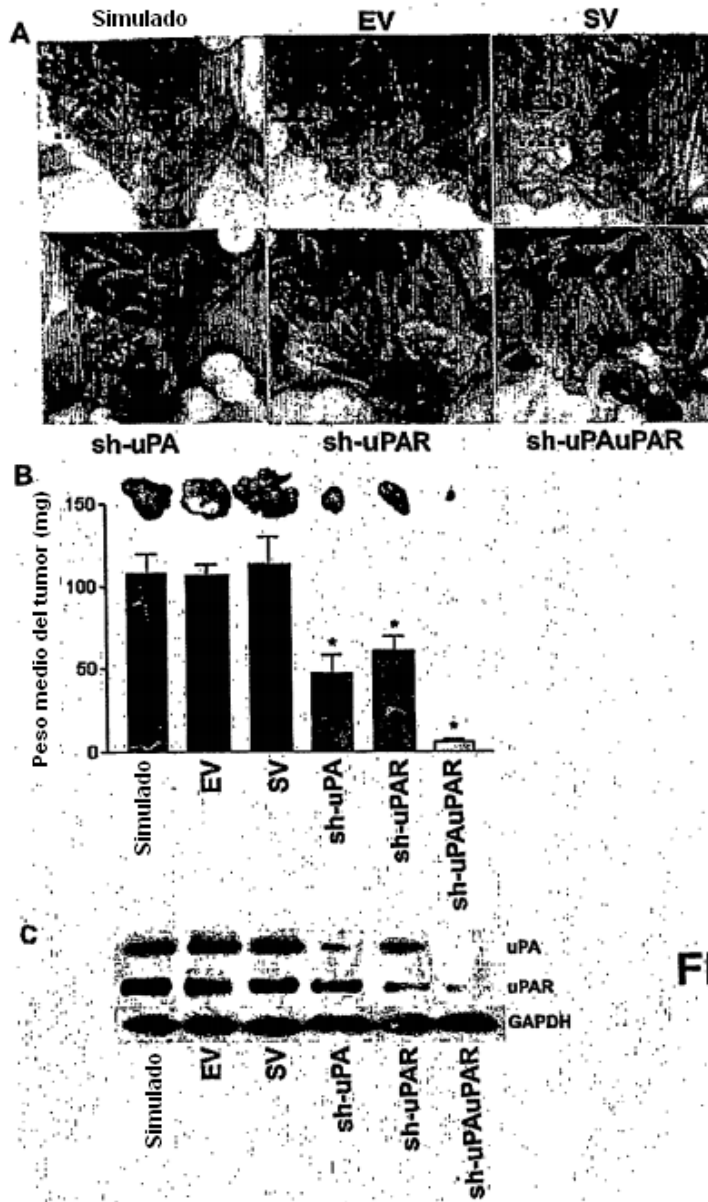 A
Simulado EV SV
sh-uPA sh-uPAR sh-uPAuPAR
B
Peso medio del tumor (mg)
150
100
50
0
* * *
Simulado EV SV sh-uPA sh-uPAR sh-uPAuPAR
C
uPA
uPAR
GAPDH
Simulado EV SV sh-uPA sh-uPAR sh-uPAuPAR